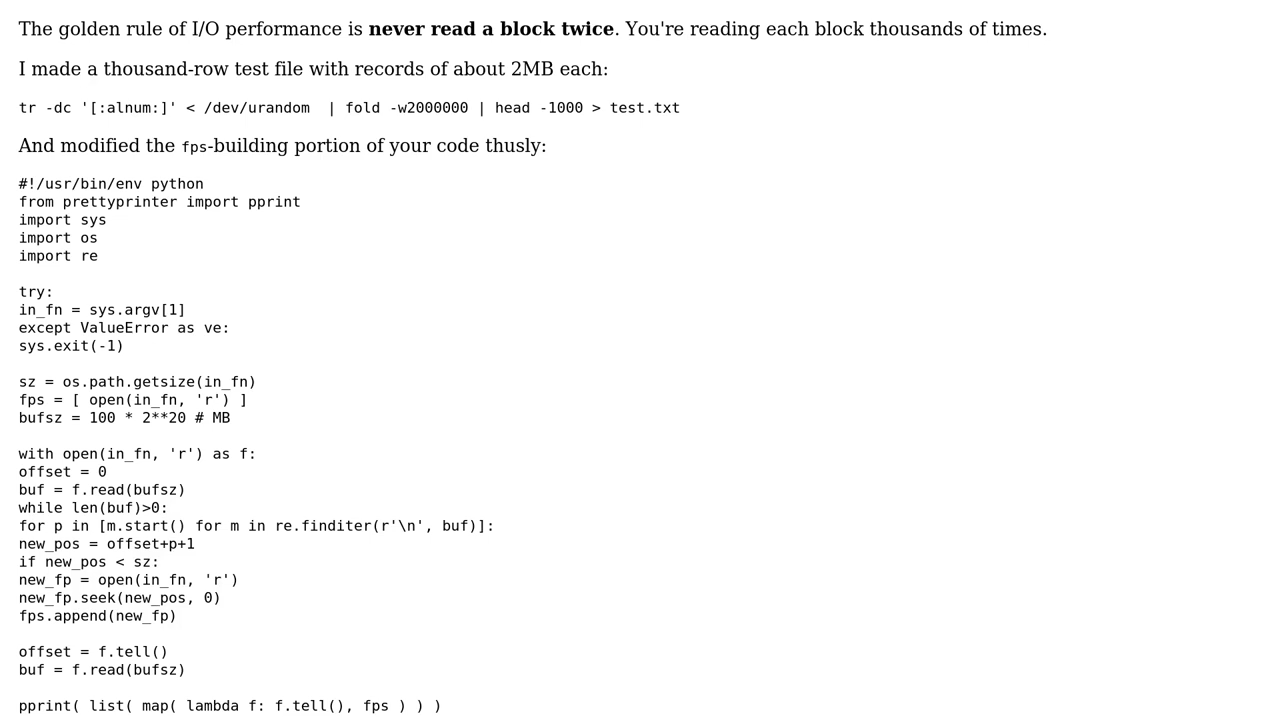 The golden rule of I/O performance is never read a block twice. You're reading each block thousands of times.
I made a thousand-row test file with records of about 2MB each:
tr -dc '[:alnum:]' < /dev/urandom  | fold -w2000000 | head -1000 > test.txt
And modified the fps-building portion of your code thusly:
#!/usr/bin/env python
from prettyprinter import pprint
import sys
import os
import re
try:
in_fn = sys.argv[1]
except ValueError as ve:
sys.exit(-1)
sz = os.path.getsize(in_fn)
fps = [ open(in_fn, 'r') ]
bufsz = 100 * 2**20 # MB
with open(in_fn, 'r') as f:
offset = 0
buf = f.read(bufsz)
while len(buf)>0:
for p in [m.start() for m in re.finditer(r'\n', buf)]:
new_pos = offset+p+1
if new_pos < sz:
new_fp = open(in_fn, 'r')
new_fp.seek(new_pos, 0)
fps.append(new_fp)
offset = f.tell()
buf = f.read(bufsz)
pprint( list( map( lambda f: f.tell(), fps ) ) )